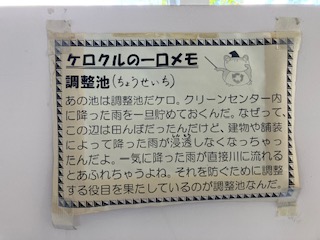 ケロクルの一口メモ
調整池(ちょうせいち)
あの池は調整池だケロ。クリーンセンター内
に降った雨を一旦貯めておくんだ。なぜって、
この辺は田んぼだったんだけど、建物や舗装
によって降った雨が浸透しなくなっちゃっ
たんだよ。一気に降った雨が直接川に流れる
とあふれちゃうよね。それを防ぐために調整
する役目を果たしているのが調整池なんだ。